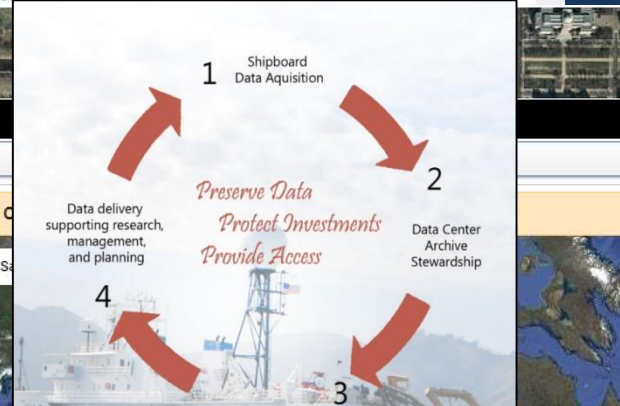 1
Shipboard
Data Aquisition
2
Data Center
Archive
Stewardship
Preserve Data
Protect Investments
Provide Access
Data delivery
supporting research,
management,
and planning
4
3